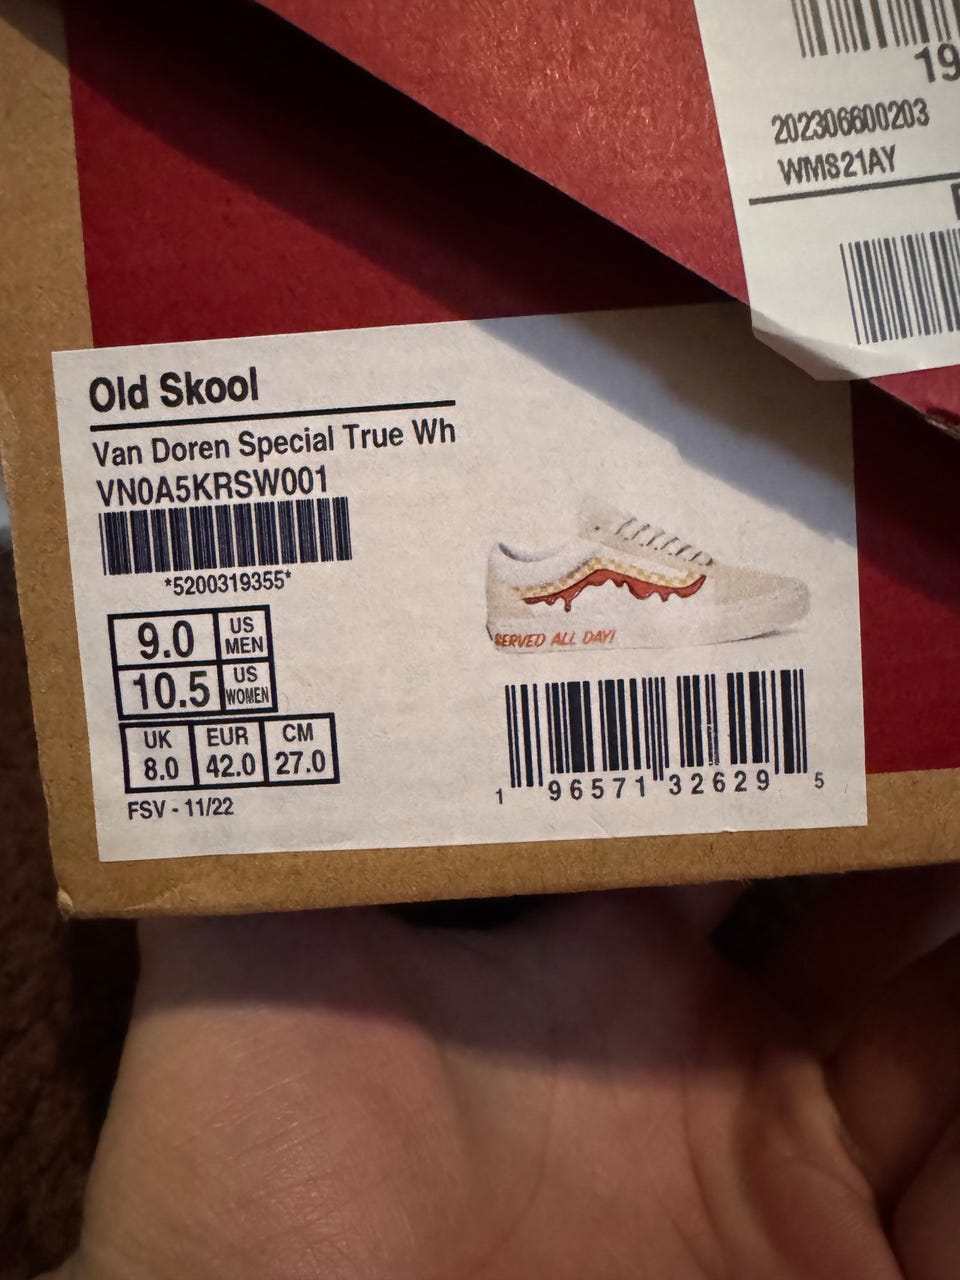 19
202306600203
WMS21AY
Old Skool
Van Doren Special True Wh
VN0A5KRSW001
*5200319355*
9.0 US MEN
10.5 US WOMEN
UK EUR CM
8.0 42.0 27.0
FSV - 11/22
SERVED ALL DAY!
1 96571 32629 5